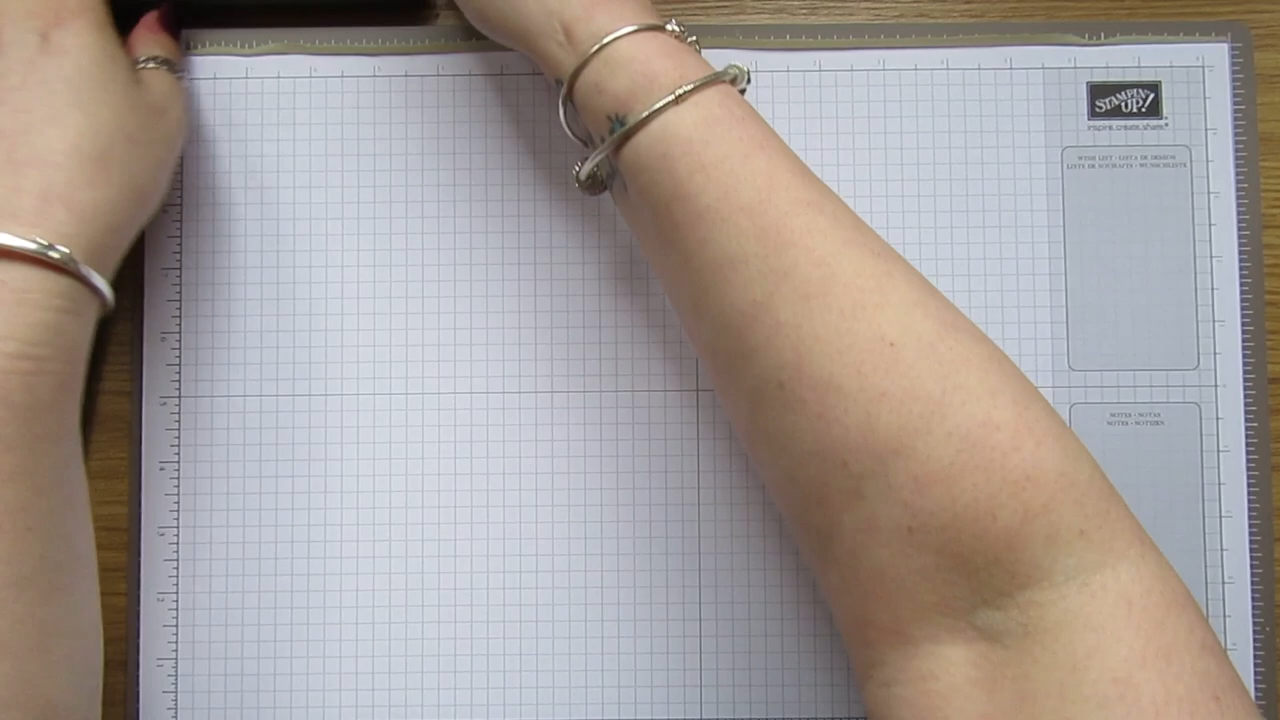 STAMPIN' UP!
inspire.create.share®
WISH LIST • LISTA DE DESEOS
LISTE DE SOUHAITS • WUNSCHLISTE
NOTES • NOTAS
NOTES • NOTIZEN